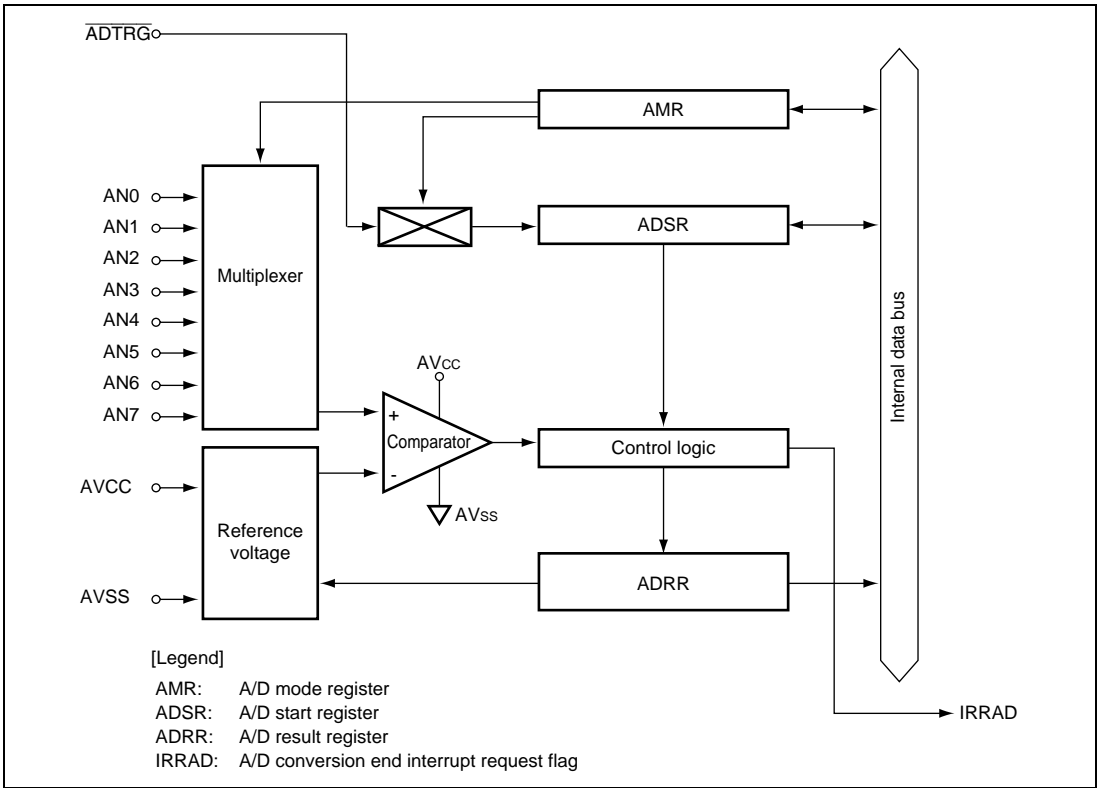 ADTRG
AMR
AN0
AN1
AN2
AN3
AN4
AN5
AN6
AN7
Multiplexer
ADSR
Internal data bus
AVcc
+
Comparator
-
AVss
Control logic
AVCC
AVSS
Reference
voltage
ADRR
IRRAD
[Legend]
AMR: A/D mode register
ADSR: A/D start register
ADRR: A/D result register
IRRAD: A/D conversion end interrupt request flag